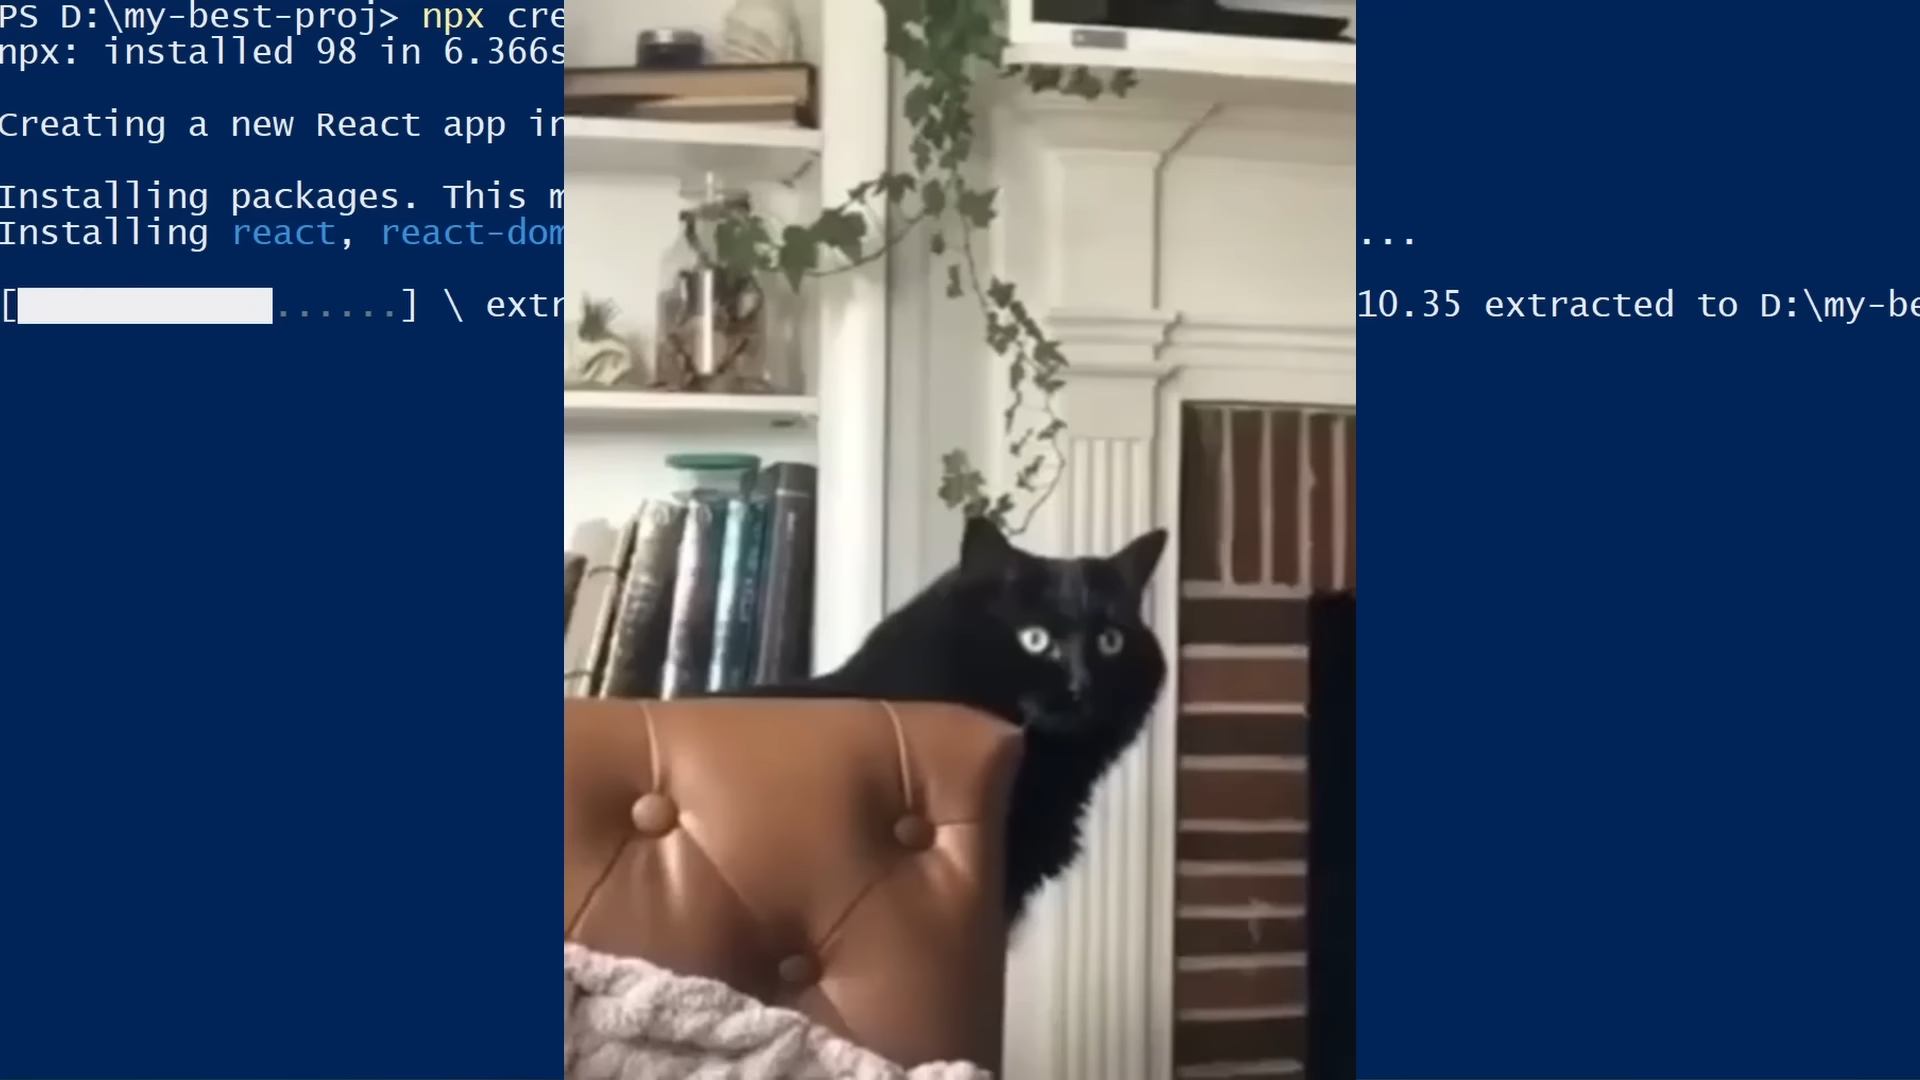 PS D:\my-best-proj> npx cre
npx: installed 98 in 6.366s
Creating a new React app in
Installing packages. This m
Installing react, react-dom ...
[ ......] \ extr 10.35 extracted to D:\my-be